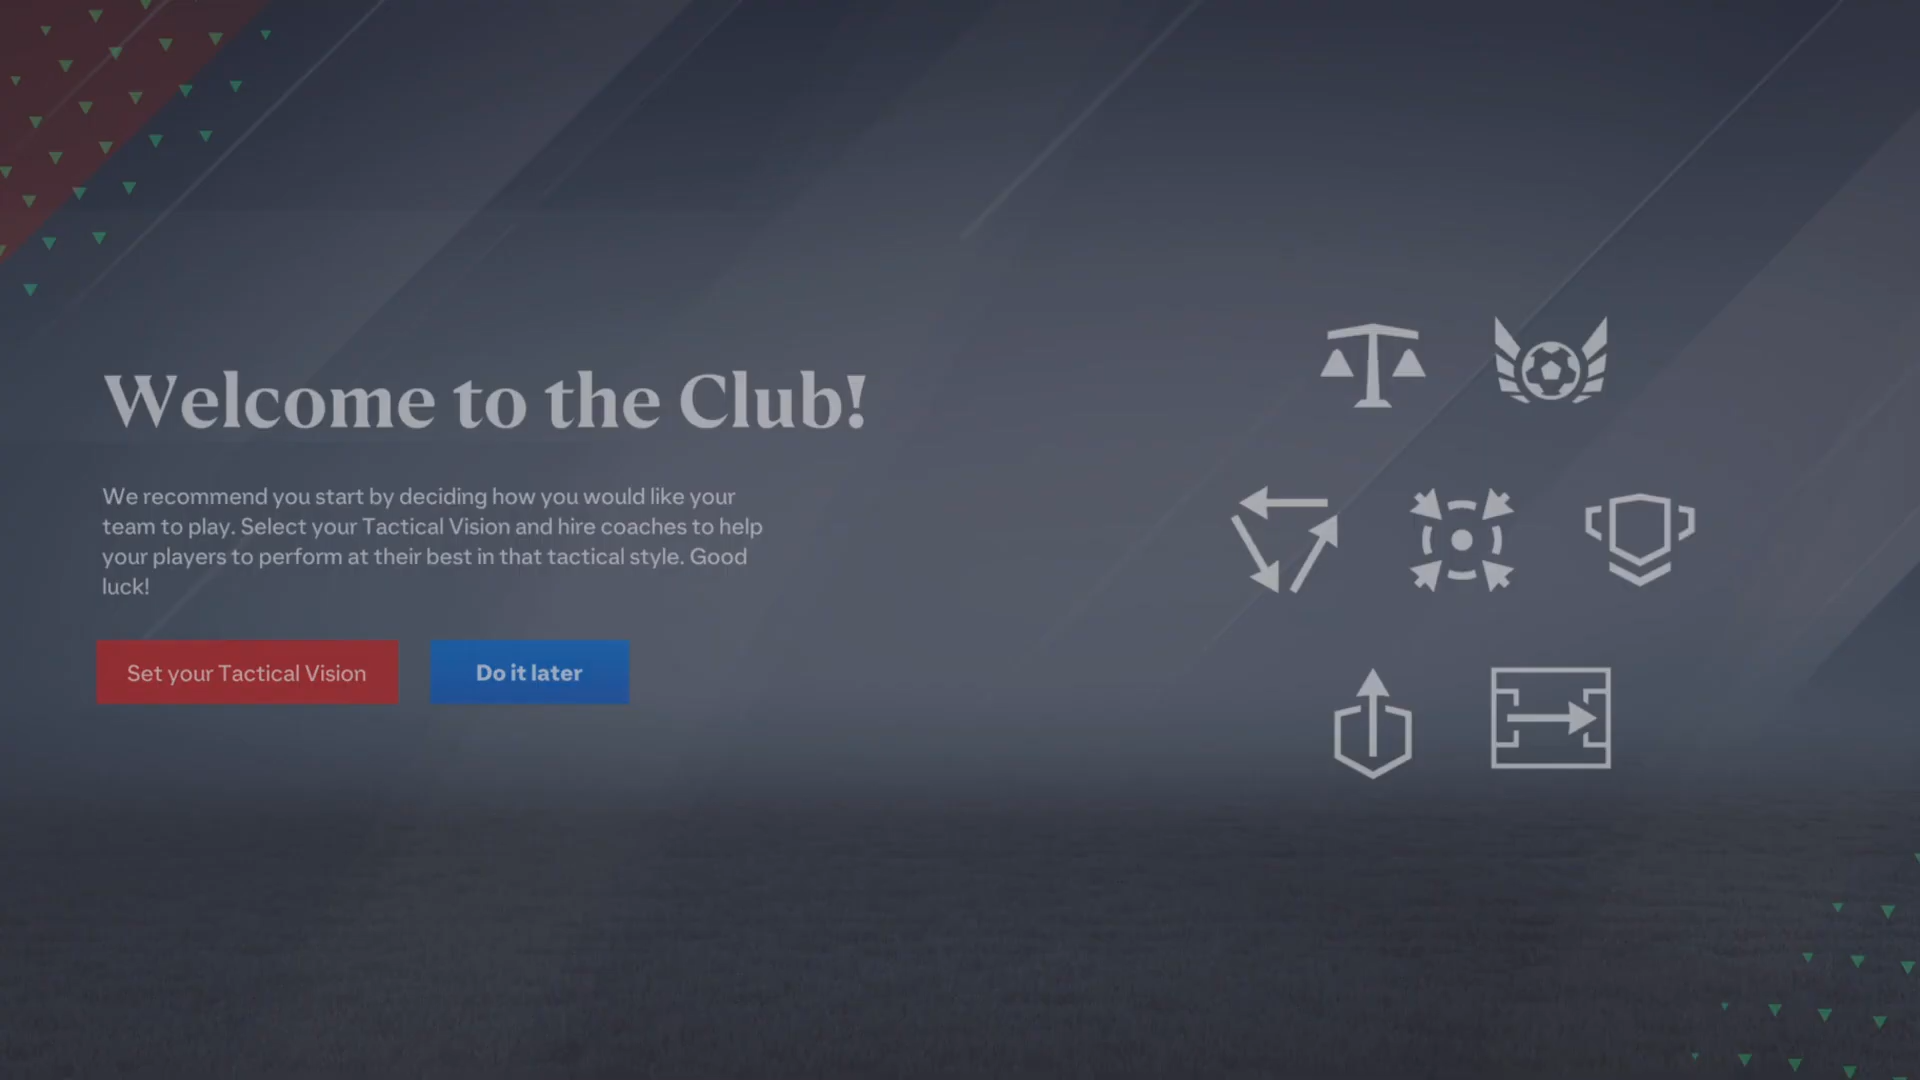 Welcome to the Club!
We recommend you start by deciding how you would like your
team to play. Select your Tactical Vision and hire coaches to help
your players to perform at their best in that tactical style. Good
luck!
Set your Tactical Vision
Do it later